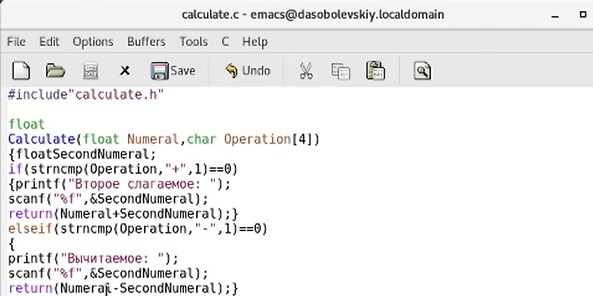 calculate.c - emacs@dasobolevskiy.localdomain
File Edit Options Buffers Tools C Help
Save Undo
#include"calculate.h"
float
Calculate(float Numeral,char Operation[4])
{floatSecondNumeral;
if(strncmp(Operation,"+",1)==0)
{printf("Второе слагаемое: ");
scanf("%f",&SecondNumeral);
return(Numeral+SecondNumeral);}
elseif(strncmp(Operation,"-",1)==0)
{
printf("Вычитаемое: ");
scanf("%f",&SecondNumeral);
return(Numeral-SecondNumeral);}